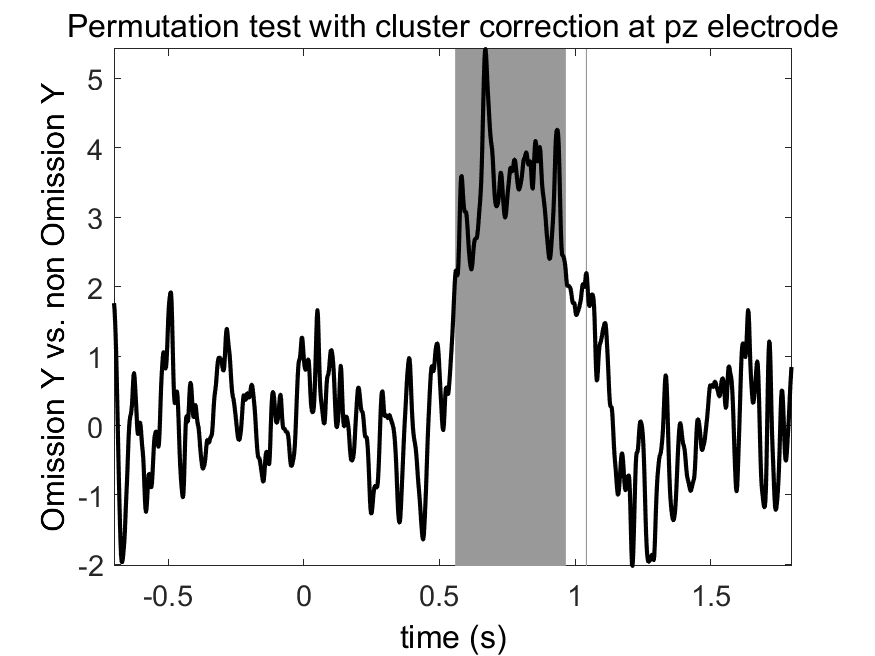 Permutation test with cluster correction at pz electrode
Omission Y vs. non Omission Y
5
4
3
2
1
0
-1
-2
-0.5 0 0.5 1 1.5
time (s)